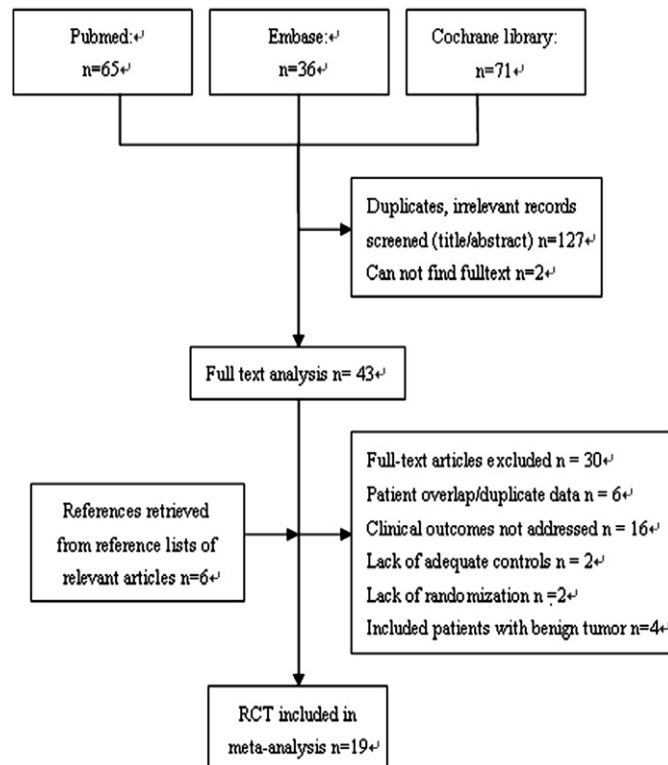 Pubmed:↵
n=65↵
Embase:↵
n=36↵
Cochrane library:
n=71↵
Duplicates, irrelevant records
screened (title/abstract) n=127↵
Can not find fulltext n=2↵
Full text analysis n= 43↵
References retrieved
from reference lists of
relevant articles n=6↵
Full-text articles excluded n = 30↵
Patient overlap/duplicate data n = 6↵
Clinical outcomes not addressed n = 16↵
Lack of adequate controls n = 2↵
Lack of randomization n =2↵
Included patients with benign tumor n=4↵
RCT included in
meta-analysis n=19↵